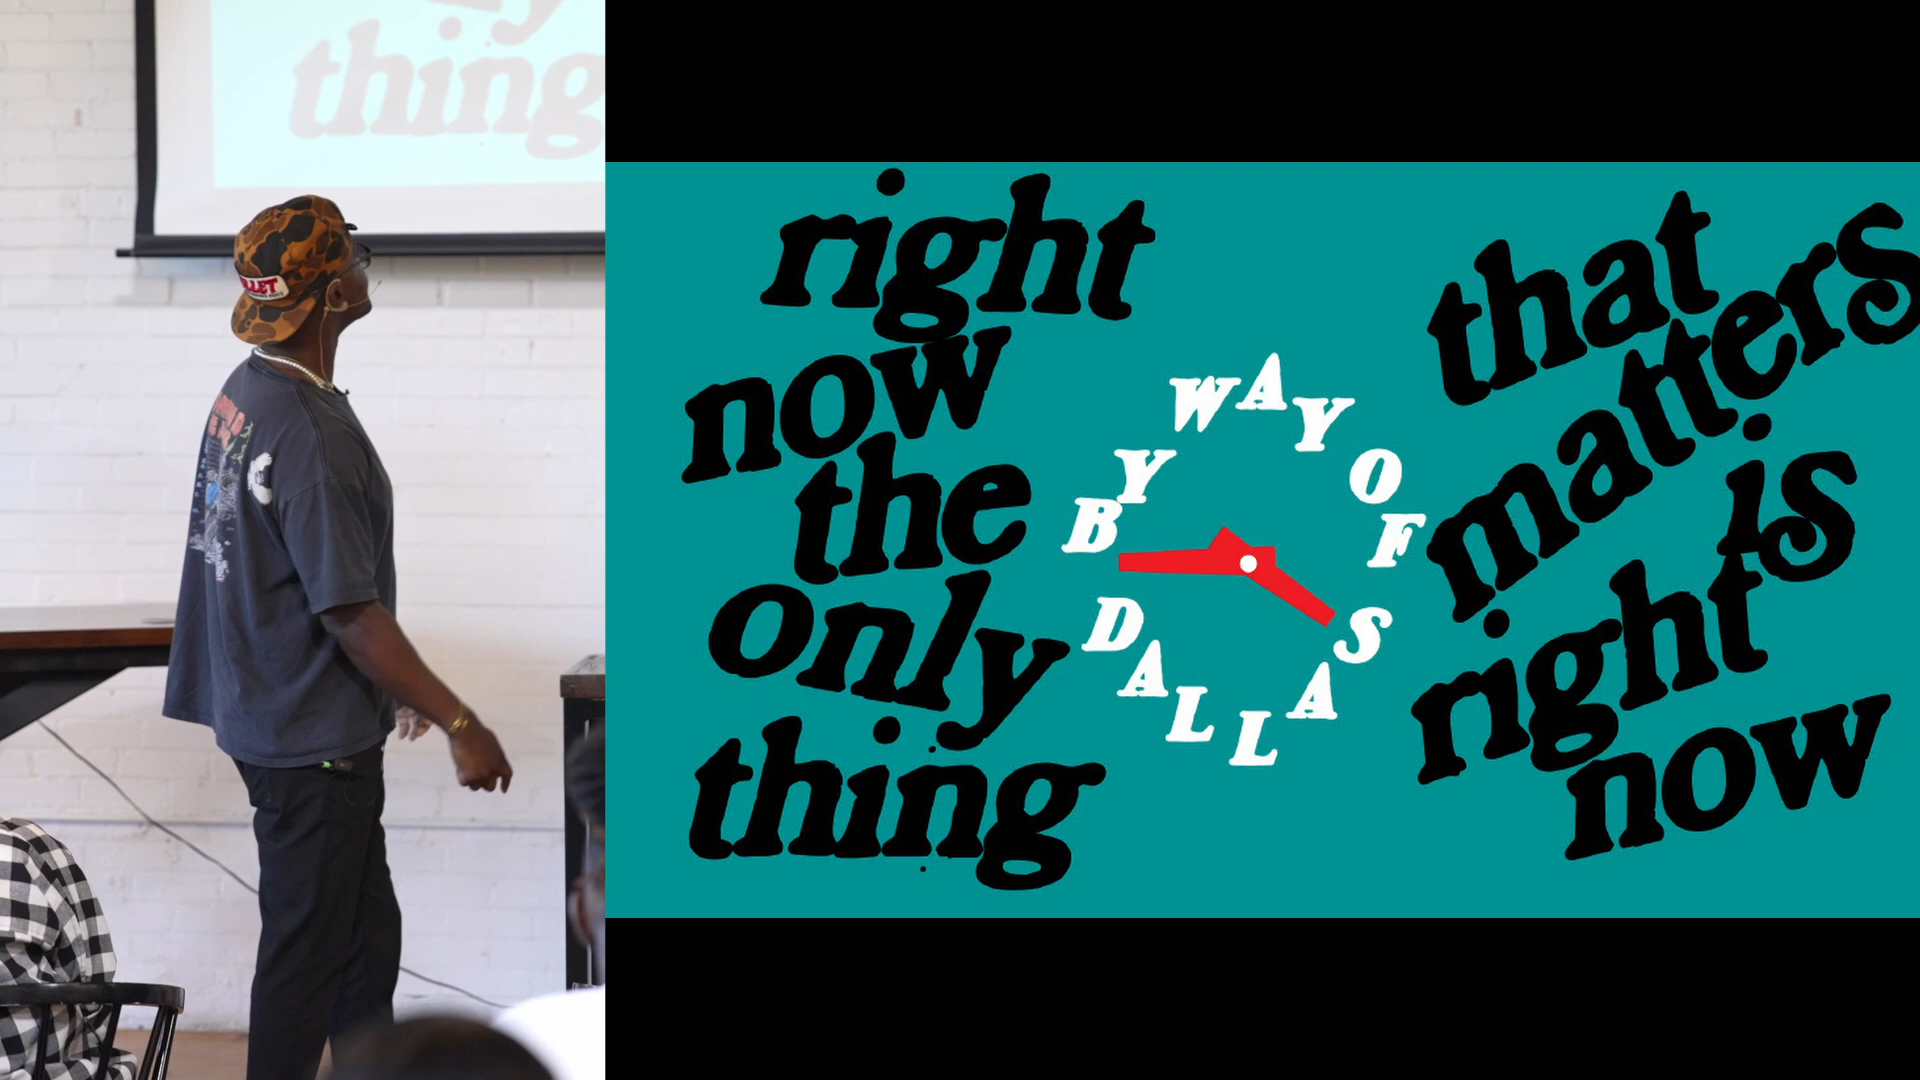 thing
right
now
the
only
thing
BY WAY OF
DALLAS
that
matters
is
right
now